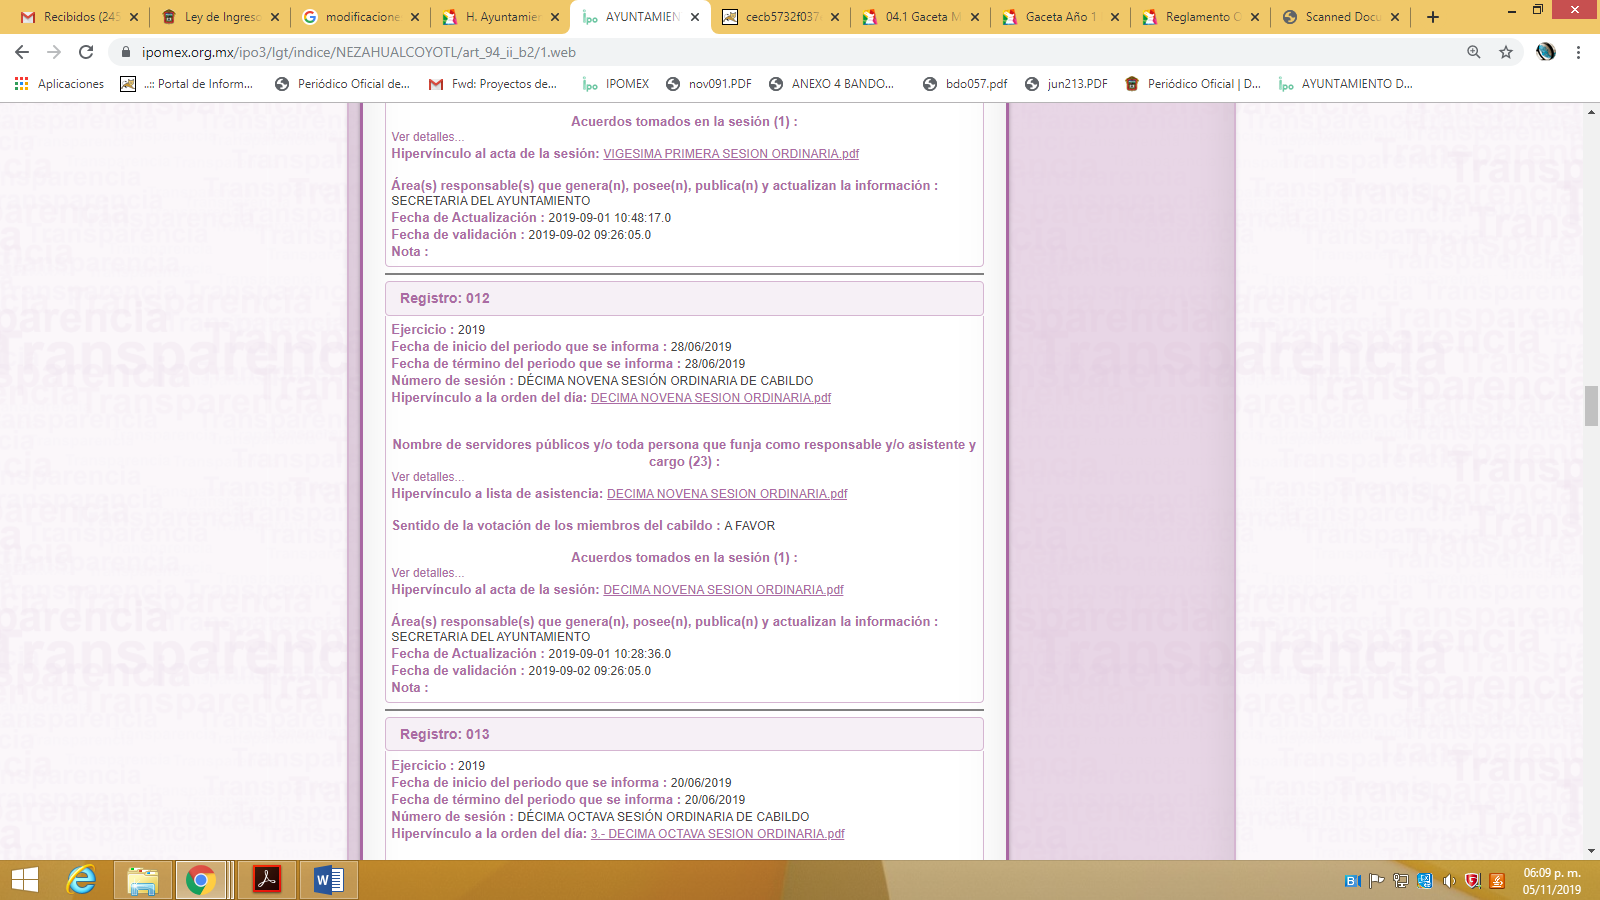 Recibidos (245
Ley de Ingreso
modificacione
H. Ayuntamier
AYUNTAMIEN
cecb5732f037
04.1 Gaceta M
Gaceta Año 1
Reglamento O
Scanned Docu
ipomex.org.mx/ipo3/lgt/indice/NEZAHUALCOYOTL/art_94_ii_b2/1.web
Aplicaciones
..:: Portal de Inform...
Periódico Oficial de...
Fwd: Proyectos de...
IPOMEX
nov091.PDF
ANEXO 4 BANDO...
bdo057.pdf
jun213.PDF
Periódico Oficial | D...
AYUNTAMIENTO D...
Acuerdos tomados en la sesión (1) :
Ver detalles...
Hipervínculo al acta de la sesión: VIGESIMA PRIMERA SESION ORDINARIA.pdf
Área(s) responsable(s) que genera(n), posee(n), publica(n) y actualizan la información :
SECRETARIA DEL AYUNTAMIENTO
Fecha de Actualización : 2019-09-01 10:48:17.0
Fecha de validación : 2019-09-02 09:26:05.0
Nota :
Registro: 012
Ejercicio : 2019
Fecha de inicio del periodo que se informa : 28/06/2019
Fecha de término del periodo que se informa : 28/06/2019
Número de sesión : DÉCIMA NOVENA SESIÓN ORDINARIA DE CABILDO
Hipervínculo a la orden del día: DECIMA NOVENA SESION ORDINARIA.pdf
Nombre de servidores públicos y/o toda persona que funja como responsable y/o asistente y
cargo (23) :
Ver detalles...
Hipervínculo a lista de asistencia: DECIMA NOVENA SESION ORDINARIA.pdf
Sentido de la votación de los miembros del cabildo : A FAVOR
Acuerdos tomados en la sesión (1) :
Ver detalles...
Hipervínculo al acta de la sesión: DECIMA NOVENA SESION ORDINARIA.pdf
Área(s) responsable(s) que genera(n), posee(n), publica(n) y actualizan la información :
SECRETARIA DEL AYUNTAMIENTO
Fecha de Actualización : 2019-09-01 10:28:36.0
Fecha de validación : 2019-09-02 09:26:05.0
Nota :
Registro: 013
Ejercicio : 2019
Fecha de inicio del periodo que se informa : 20/06/2019
Fecha de término del periodo que se informa : 20/06/2019
Número de sesión : DÉCIMA OCTAVA SESIÓN ORDINARIA DE CABILDO
Hipervínculo a la orden del día: 3.- DECIMA OCTAVA SESION ORDINARIA.pdf
06:09 p. m.
05/11/2019